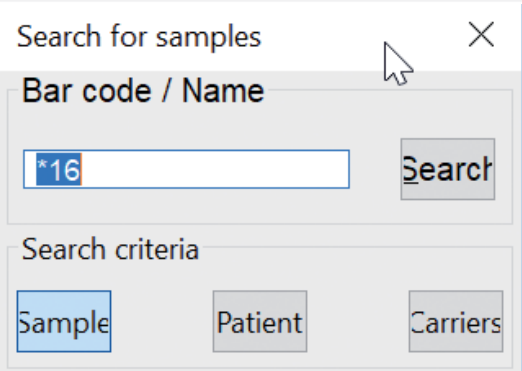 Search for samples
Bar code / Name
*16
Search
Search criteria
Sample
Patient
Carriers